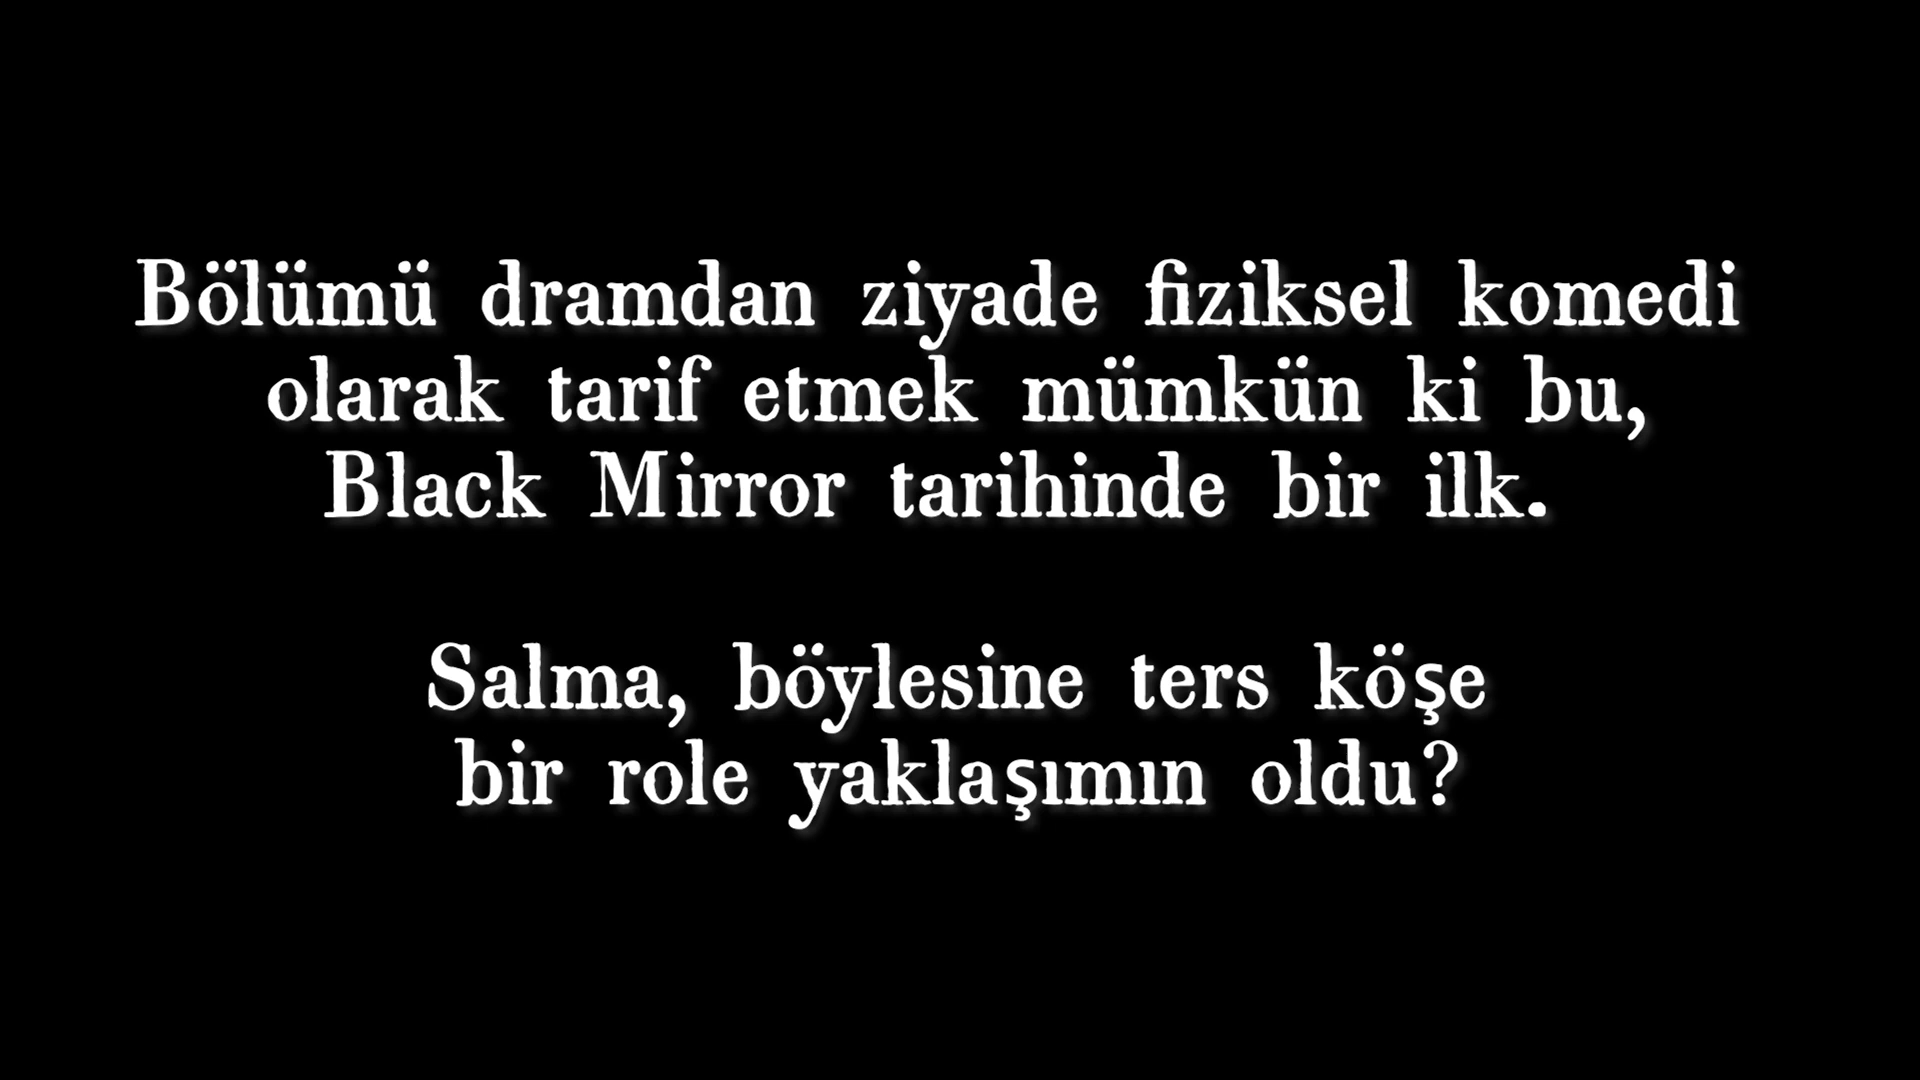 Bölümü dramdan ziyade fiziksel komedi
olarak tarif etmek mümkün ki bu,
Black Mirror tarihinde bir ilk.
Salma, böylesine ters köşe
bir role yaklaşımın oldu?